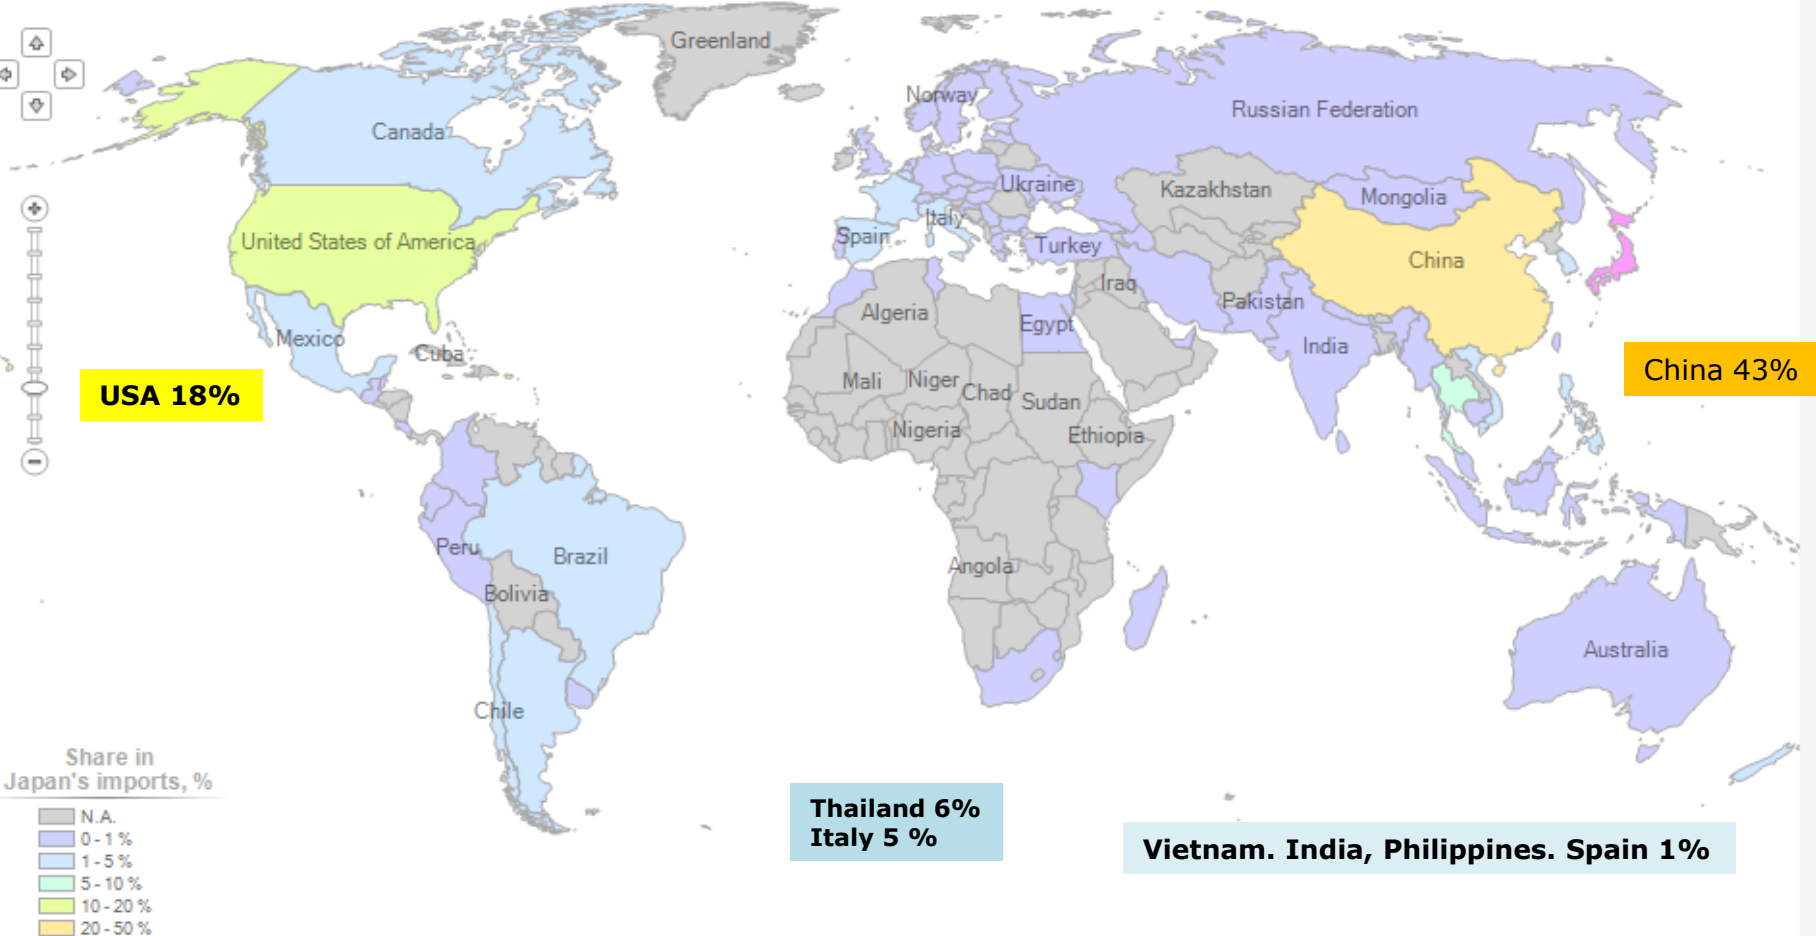 Greenland
Norway
Russian Federation
Canada
Ukraine
Kazakhstan
Mongolia
Italy
Spain
United States of America
Turkey
China
Iraq
Pakistan
Algeria
Egypt
Mexico
India
Cuba
China 43%
USA 18%
Mali
Niger
Chad
Sudan
Nigeria
Ethiopia
Peru
Brazil
Angola
Bolivia
Australia
Chile
Share in
Japan's imports, %
N.A.
0 - 1 %
1 - 5 %
5 - 10 %
10 - 20 %
20 - 50 %
Thailand 6%
Italy 5 %
Vietnam. India, Philippines. Spain 1%